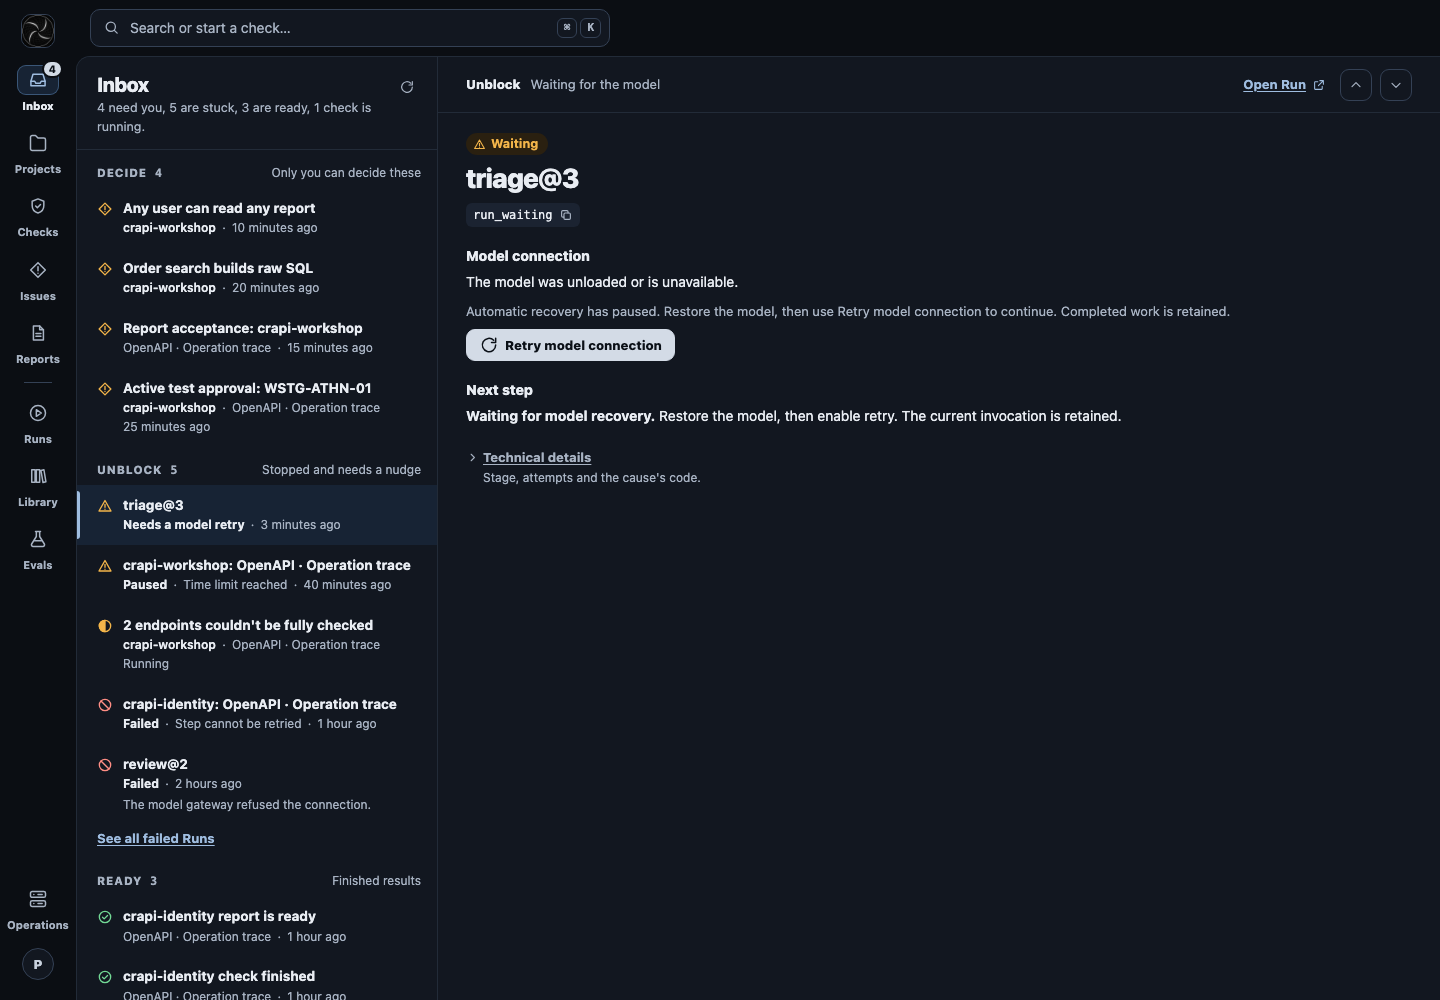 Search or start a check...
⌘ K
4
Inbox
Projects
Checks
Issues
Reports
Runs
Library
Evals
Operations
P
Inbox
4 need you, 5 are stuck, 3 are ready, 1 check is
running.
DECIDE 4
Only you can decide these
Any user can read any report
crapi-workshop · 10 minutes ago
Order search builds raw SQL
crapi-workshop · 20 minutes ago
Report acceptance: crapi-workshop
OpenAPI · Operation trace · 15 minutes ago
Active test approval: WSTG-ATHN-01
crapi-workshop · OpenAPI · Operation trace
25 minutes ago
UNBLOCK 5
Stopped and needs a nudge
triage@3
Needs a model retry · 3 minutes ago
crapi-workshop: OpenAPI · Operation trace
Paused · Time limit reached · 40 minutes ago
2 endpoints couldn't be fully checked
crapi-workshop · OpenAPI · Operation trace
Running
crapi-identity: OpenAPI · Operation trace
Failed · Step cannot be retried · 1 hour ago
review@2
Failed · 2 hours ago
The model gateway refused the connection.
See all failed Runs
READY 3
Finished results
crapi-identity report is ready
OpenAPI · Operation trace · 1 hour ago
crapi-identity check finished
OpenAPI · Operation trace · 1 hour ago
Unblock Waiting for the model
Open Run
Waiting
triage@3
run_waiting
Model connection
The model was unloaded or is unavailable.
Automatic recovery has paused. Restore the model, then use Retry model connection to continue. Completed work is retained.
Retry model connection
Next step
Waiting for model recovery. Restore the model, then enable retry. The current invocation is retained.
Technical details
Stage, attempts and the cause's code.